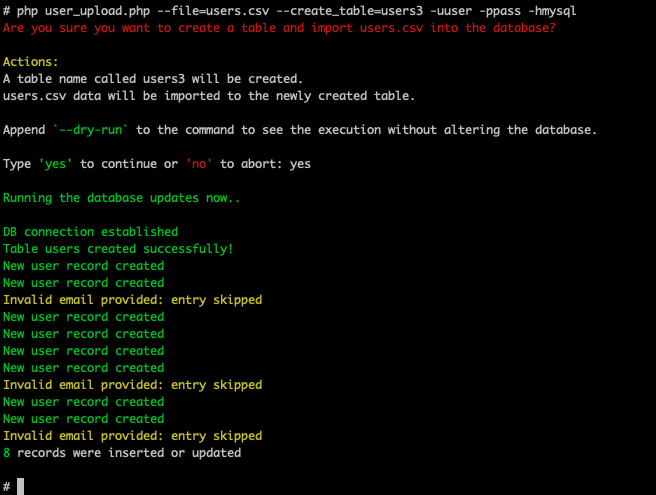 # php user_upload.php --file=users.csv --create_table=users3 -uuser -ppass -hmysql
Are you sure you want to create a table and import users.csv into the database?
Actions:
A table name called users3 will be created.
users.csv data will be imported to the newly created table.
Append `--dry-run` to the command to see the execution without altering the database.
Type 'yes' to continue or 'no' to abort: yes
Running the database updates now..
DB connection established
Table users created successfully!
New user record created
New user record created
Invalid email provided: entry skipped
New user record created
New user record created
New user record created
New user record created
Invalid email provided: entry skipped
New user record created
New user record created
Invalid email provided: entry skipped
8 records were inserted or updated
#